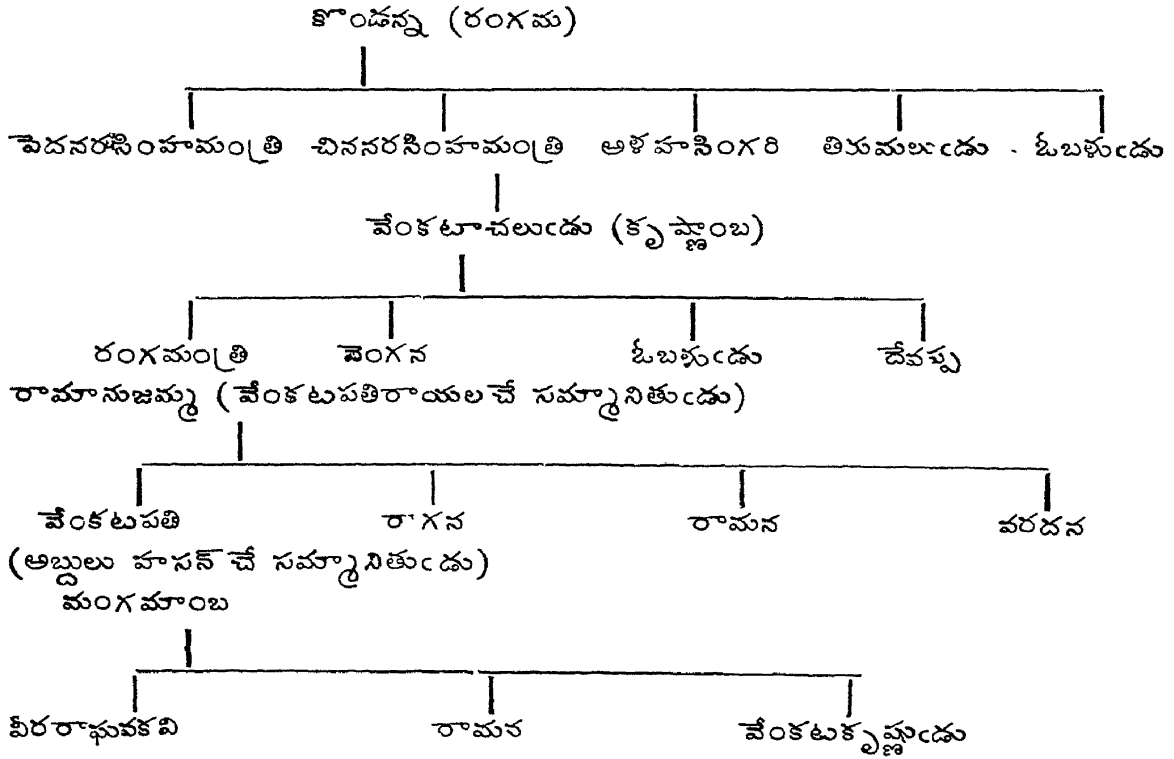 కొండన్న (రంగమ)
పెదనరసింహమంత్రి చిననరసింహమంత్రి అళహసింగరి తిరుమలుఁడు ఓబళుఁడు
వేంకటాచలుఁడు (కృష్ణాంబ)
రంగమంత్రి వెంగన ఓబళుఁడు దేవప్ప
రామానుజమ్మ (వేంకటపతిరాయలచే సమ్మానితుఁడు)
వేంకటపతి రాగన రామన వరదన
(అబ్దులు హసన్ చే సమ్మానితుఁడు)
మంగమాంబ
వీరరాఘవకవి రామన వేంకటకృష్ణుఁడు